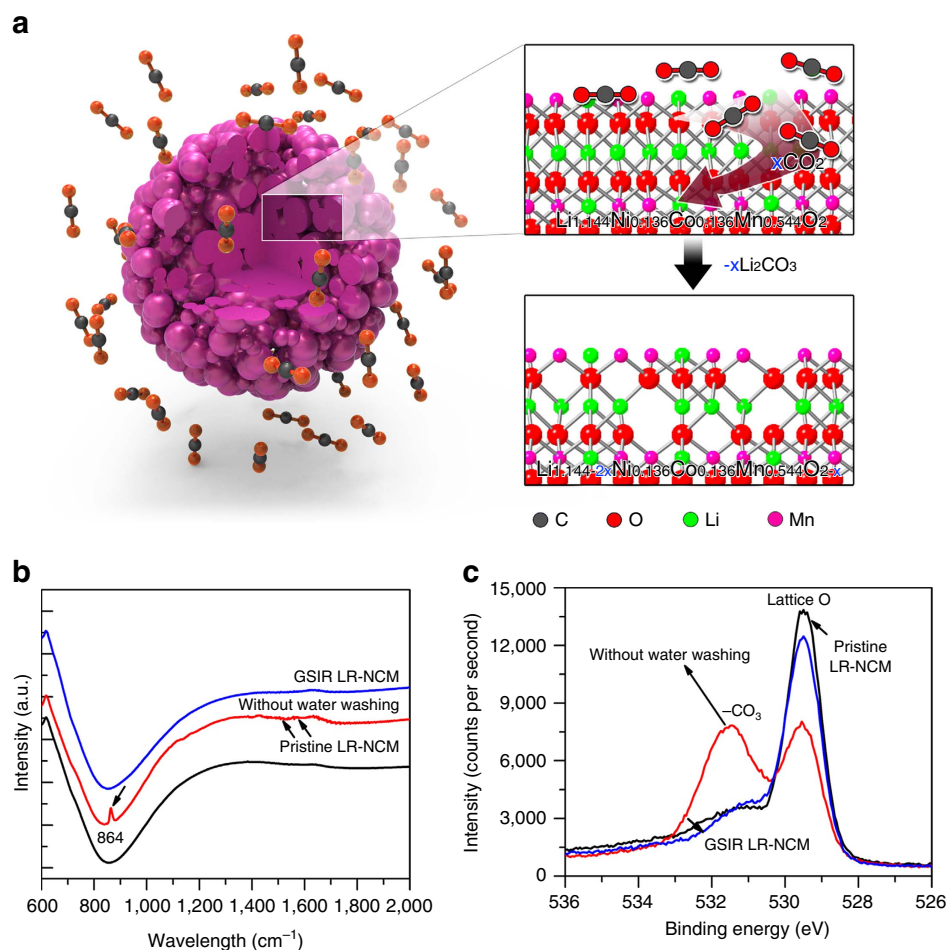 a
xCO2
Li1.144Ni0.136Co0.136Mn0.544O2
-xLi2CO3
Li1.144-2xNi0.136Co0.136Mn0.544O2-x
C O Li Mn
b
Intensity (a.u.)
GSIR LR-NCM
Without water washing
Pristine LR-NCM
864
600 800 1,000 1,200 1,400 1,600 1,800 2,000
Wavelength (cm⁻¹)
c
Intensity (counts per second)
15,000
12,000
9,000
6,000
3,000
0
Lattice O
Pristine
LR-NCM
Without water washing
–CO3
GSIR LR-NCM
536 534 532 530 528 526
Binding energy (eV)